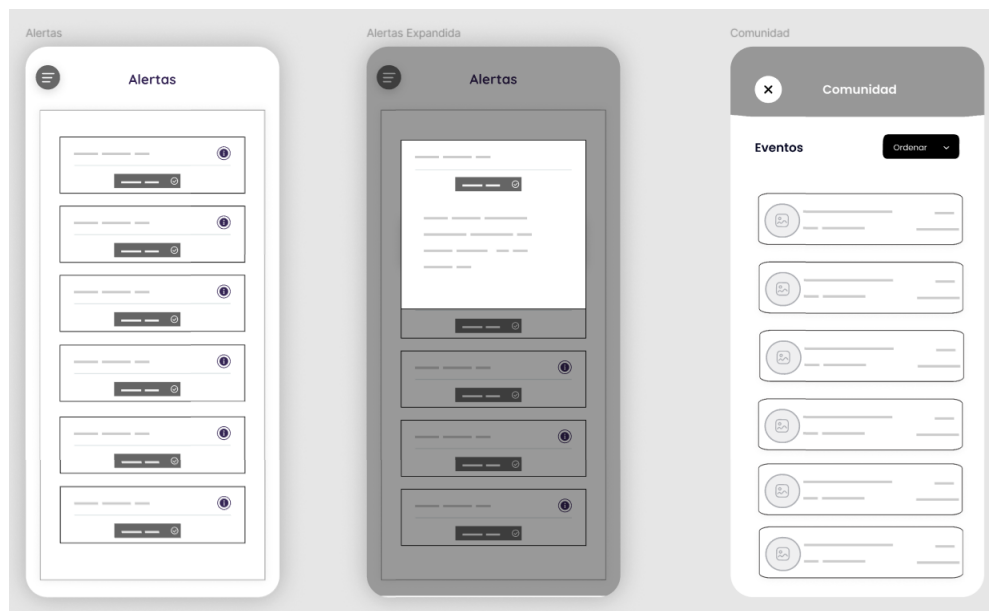 Alertas
Alertas
Alertas Expandida
Alertas
Comunidad
Comunidad
Eventos
Ordenar